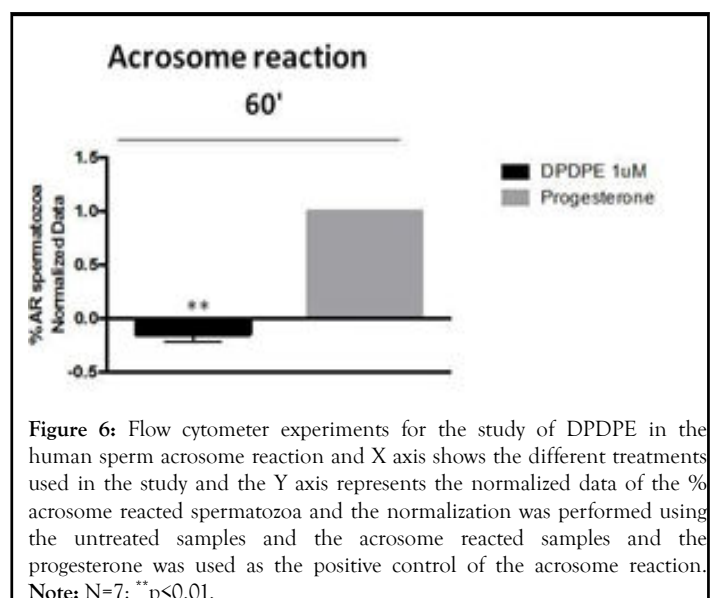 Acrosome reaction
60'
1.5
1.0
0.5
0.0
-0.5
% AR spermatozoa
Normalized Data
**
DPDPE 1uM
Progesterone
Figure 6: Flow cytometer experiments for the study of DPDPE in the
human sperm acrosome reaction and X axis shows the different treatments
used in the study and the Y axis represents the normalized data of the %
acrosome reacted spermatozoa and the normalization was performed using
the untreated samples and the acrosome reacted samples and the
progesterone was used as the positive control of the acrosome reaction.
Note: N=7; **p≤0.01.